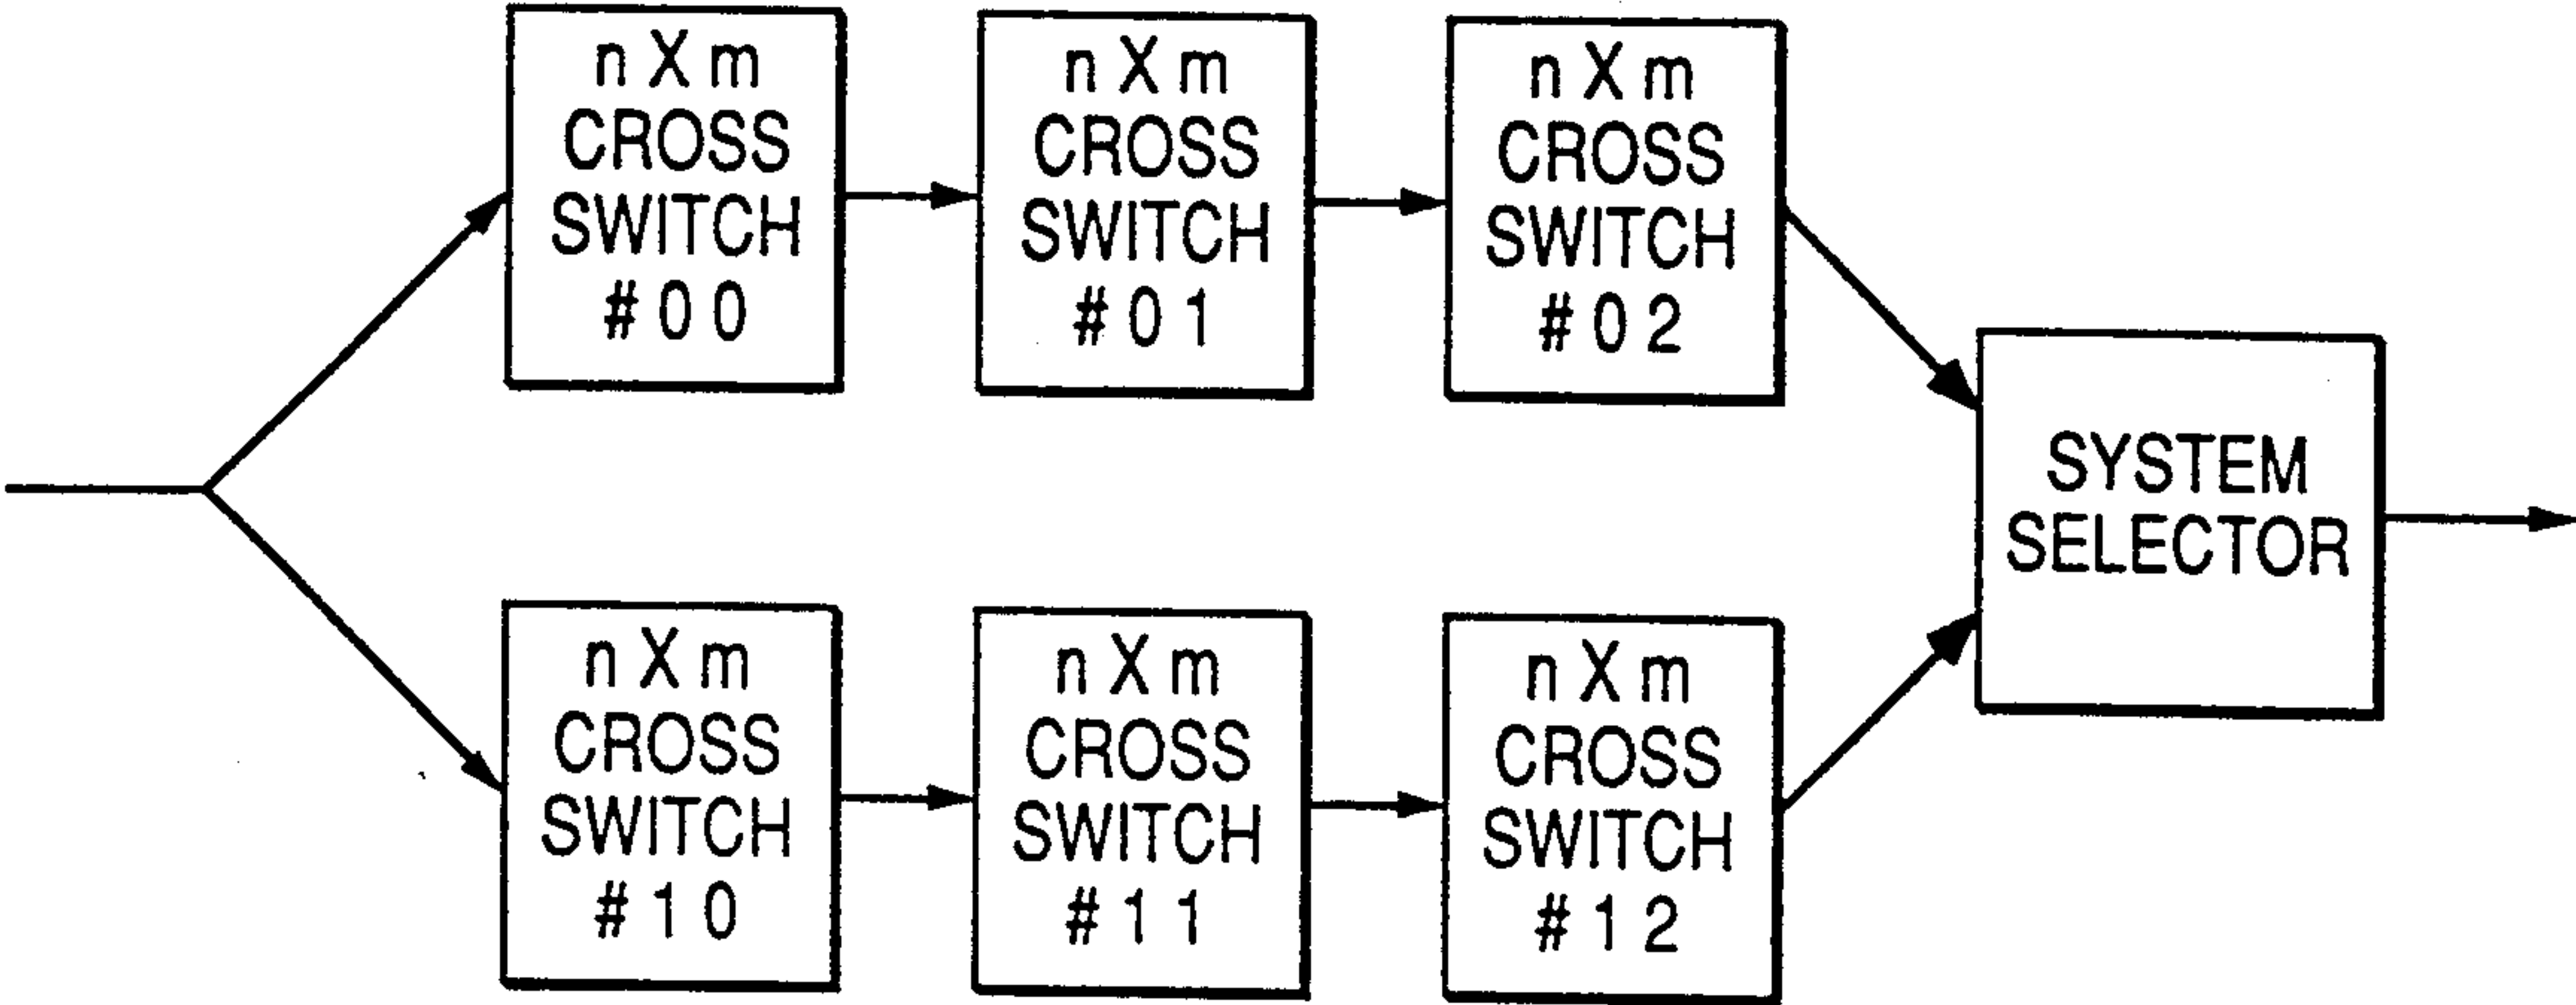 n X m
CROSS
SWITCH
# 0 0
n X m
CROSS
SWITCH
# 0 1
n X m
CROSS
SWITCH
# 0 2
SYSTEM
SELECTOR
n X m
CROSS
SWITCH
# 1 0
n X m
CROSS
SWITCH
# 1 1
n X m
CROSS
SWITCH
# 1 2